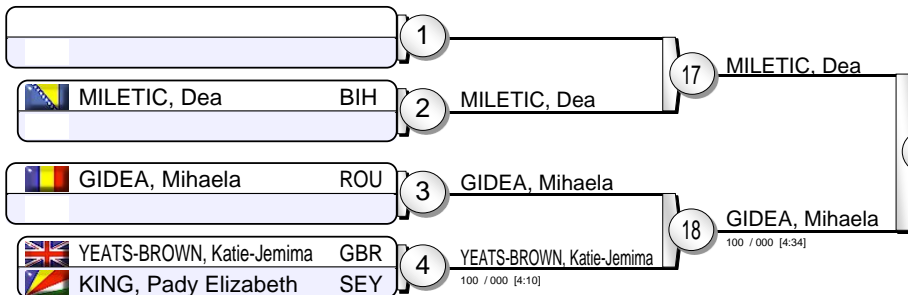 1
17
MILETIC, Dea
MILETIC, Dea BIH
2
MILETIC, Dea
GIDEA, Mihaela ROU
3
GIDEA, Mihaela
18
GIDEA, Mihaela
100 / 000 [4:34]
YEATS-BROWN, Katie-Jemima GBR
4
YEATS-BROWN, Katie-Jemima
100 / 000 [4:10]
KING, Pady Elizabeth SEY